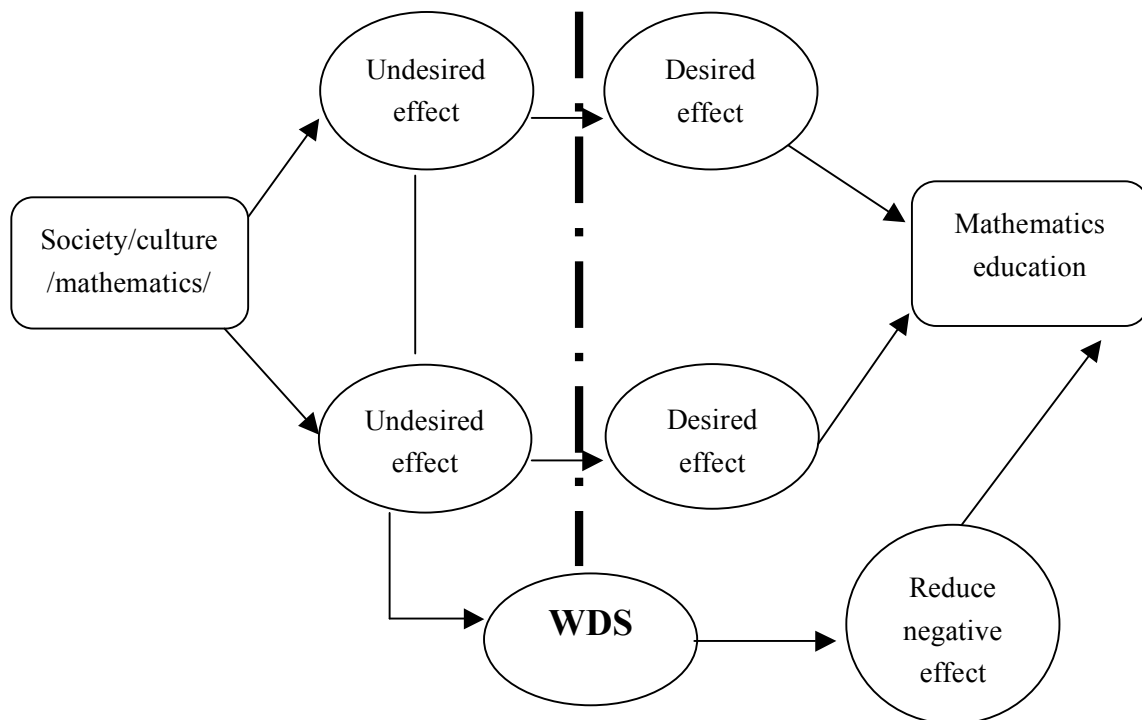 Undesired
effect
Desired
effect
Society/culture
/mathematics/
Mathematics
education
Undesired
effect
Desired
effect
WDS
Reduce
negative
effect